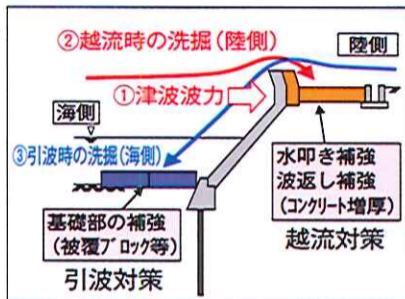 ②越流時の洗掘(陸側)
陸側
①津波波力
海側
③引波時の洗掘(海側)
水叩き補強
波返し補強
(コンクリート増厚)
越流対策
基礎部の補強
(被覆ブロック等)
引波対策